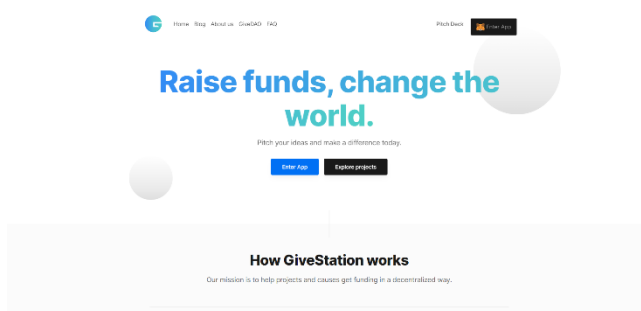 Home Blog About us GiveDAO FAQ Pitch Deck Enter App
Raise funds, change the
world.
Pitch your ideas and make a difference today.
Enter App Explore projects
How GiveStation works
Our mission is to help projects and causes get funding in a decentralized way.